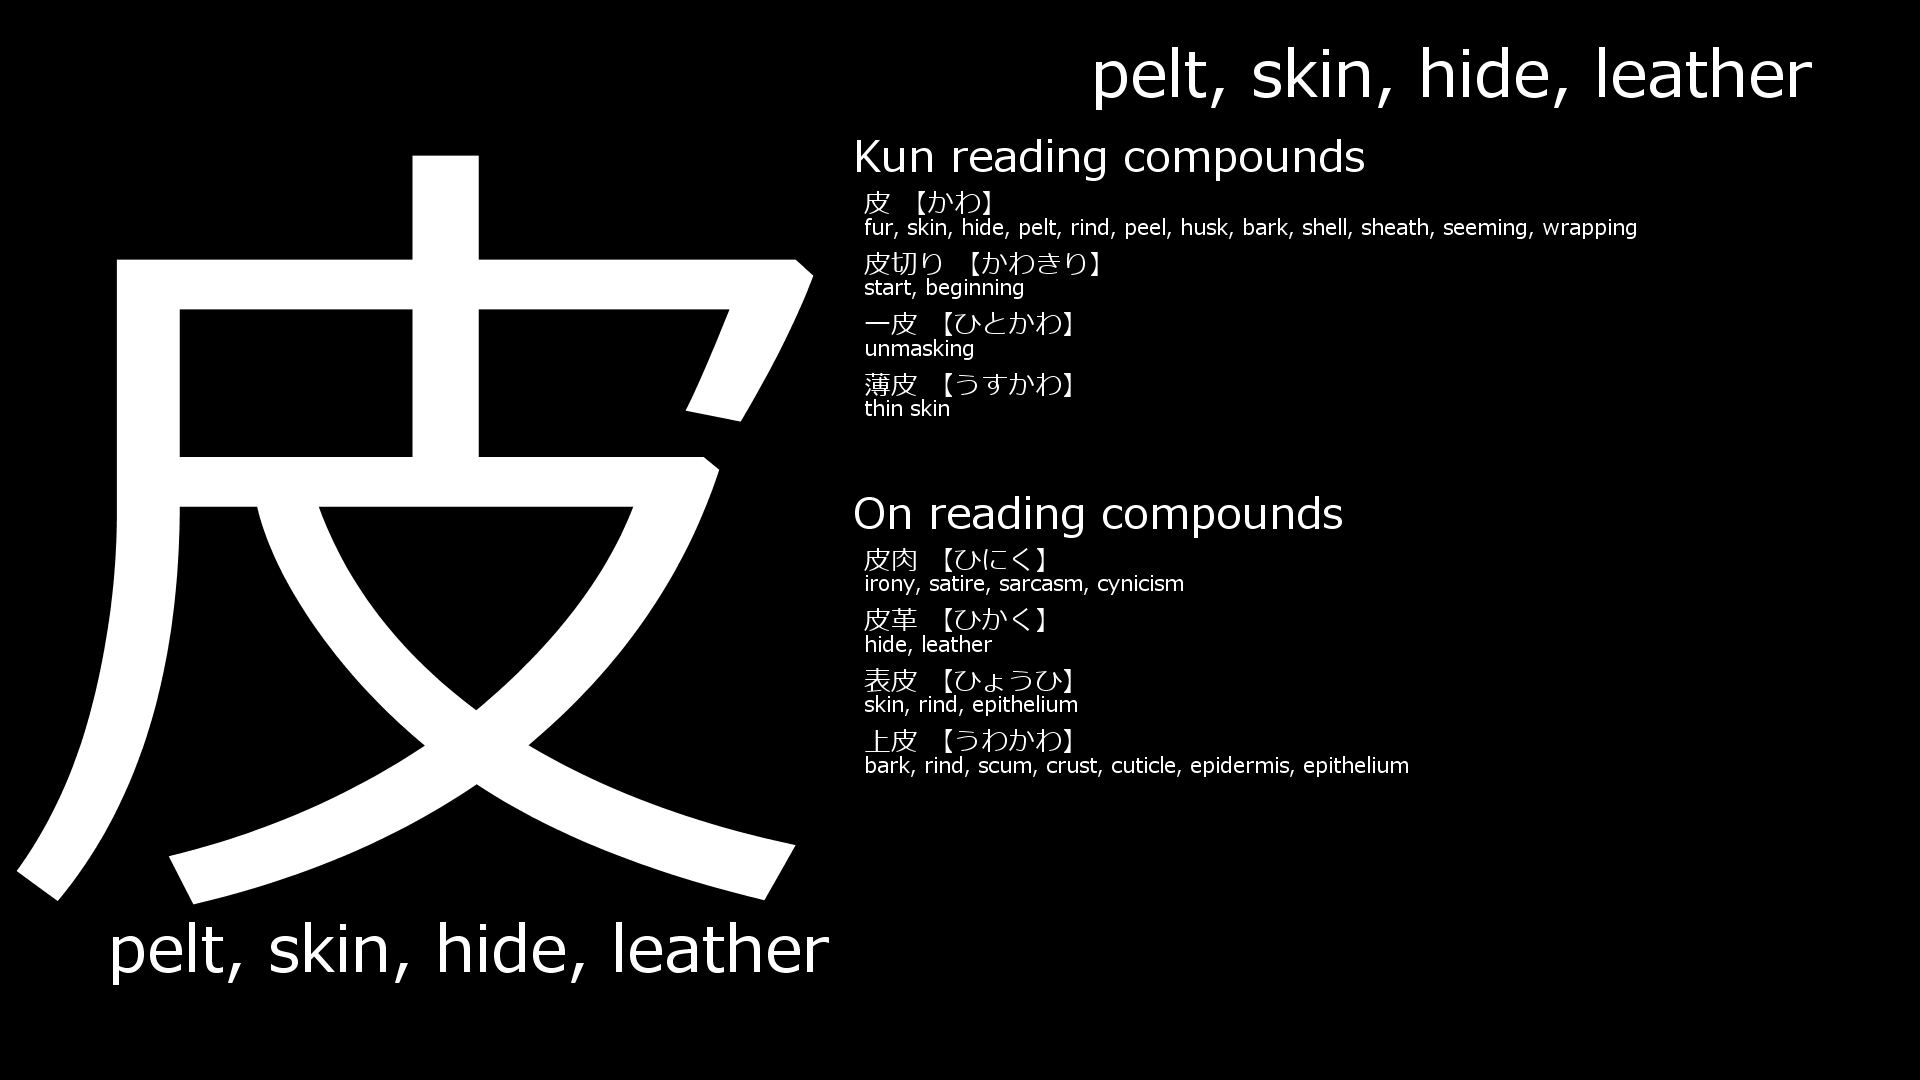 皮
pelt, skin, hide, leather
pelt, skin, hide, leather
Kun reading compounds
皮 【かわ】
fur, skin, hide, pelt, rind, peel, husk, bark, shell, sheath, seeming, wrapping
皮切り 【かわきり】
start, beginning
一皮 【ひとかわ】
unmasking
薄皮 【うすかわ】
thin skin
On reading compounds
皮肉 【ひにく】
irony, satire, sarcasm, cynicism
皮革 【ひかく】
hide, leather
表皮 【ひょうひ】
skin, rind, epithelium
上皮 【うわかわ】
bark, rind, scum, crust, cuticle, epidermis, epithelium